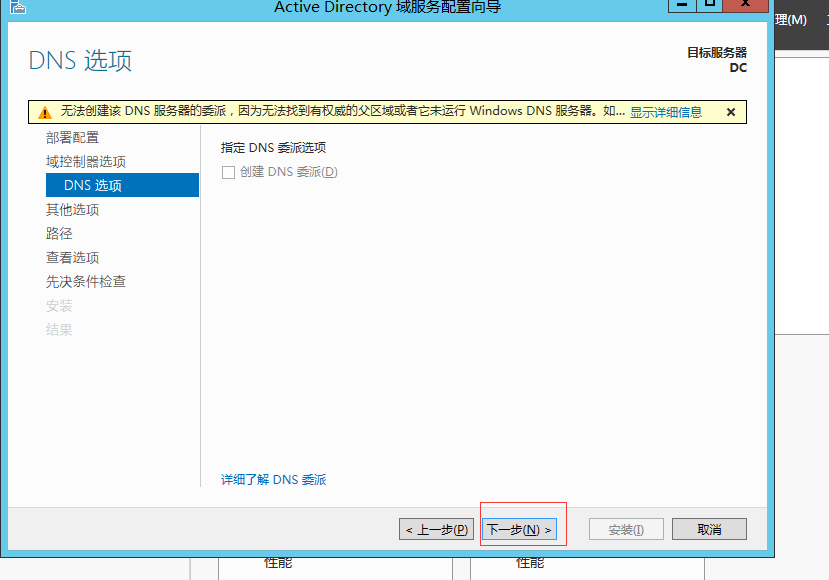 Active Directory 域服务配置向导
理(M)
DNS 选项
目标服务器
DC
无法创建该 DNS 服务器的委派，因为无法找到有权威的父区域或者它未运行 Windows DNS 服务器。如... 显示详细信息
部署配置
域控制器选项
DNS 选项
其他选项
路径
查看选项
先决条件检查
安装
结果
指定 DNS 委派选项
创建 DNS 委派(D)
详细了解 DNS 委派
< 上一步(P) 下一步(N) > 安装(I) 取消
性能 性能